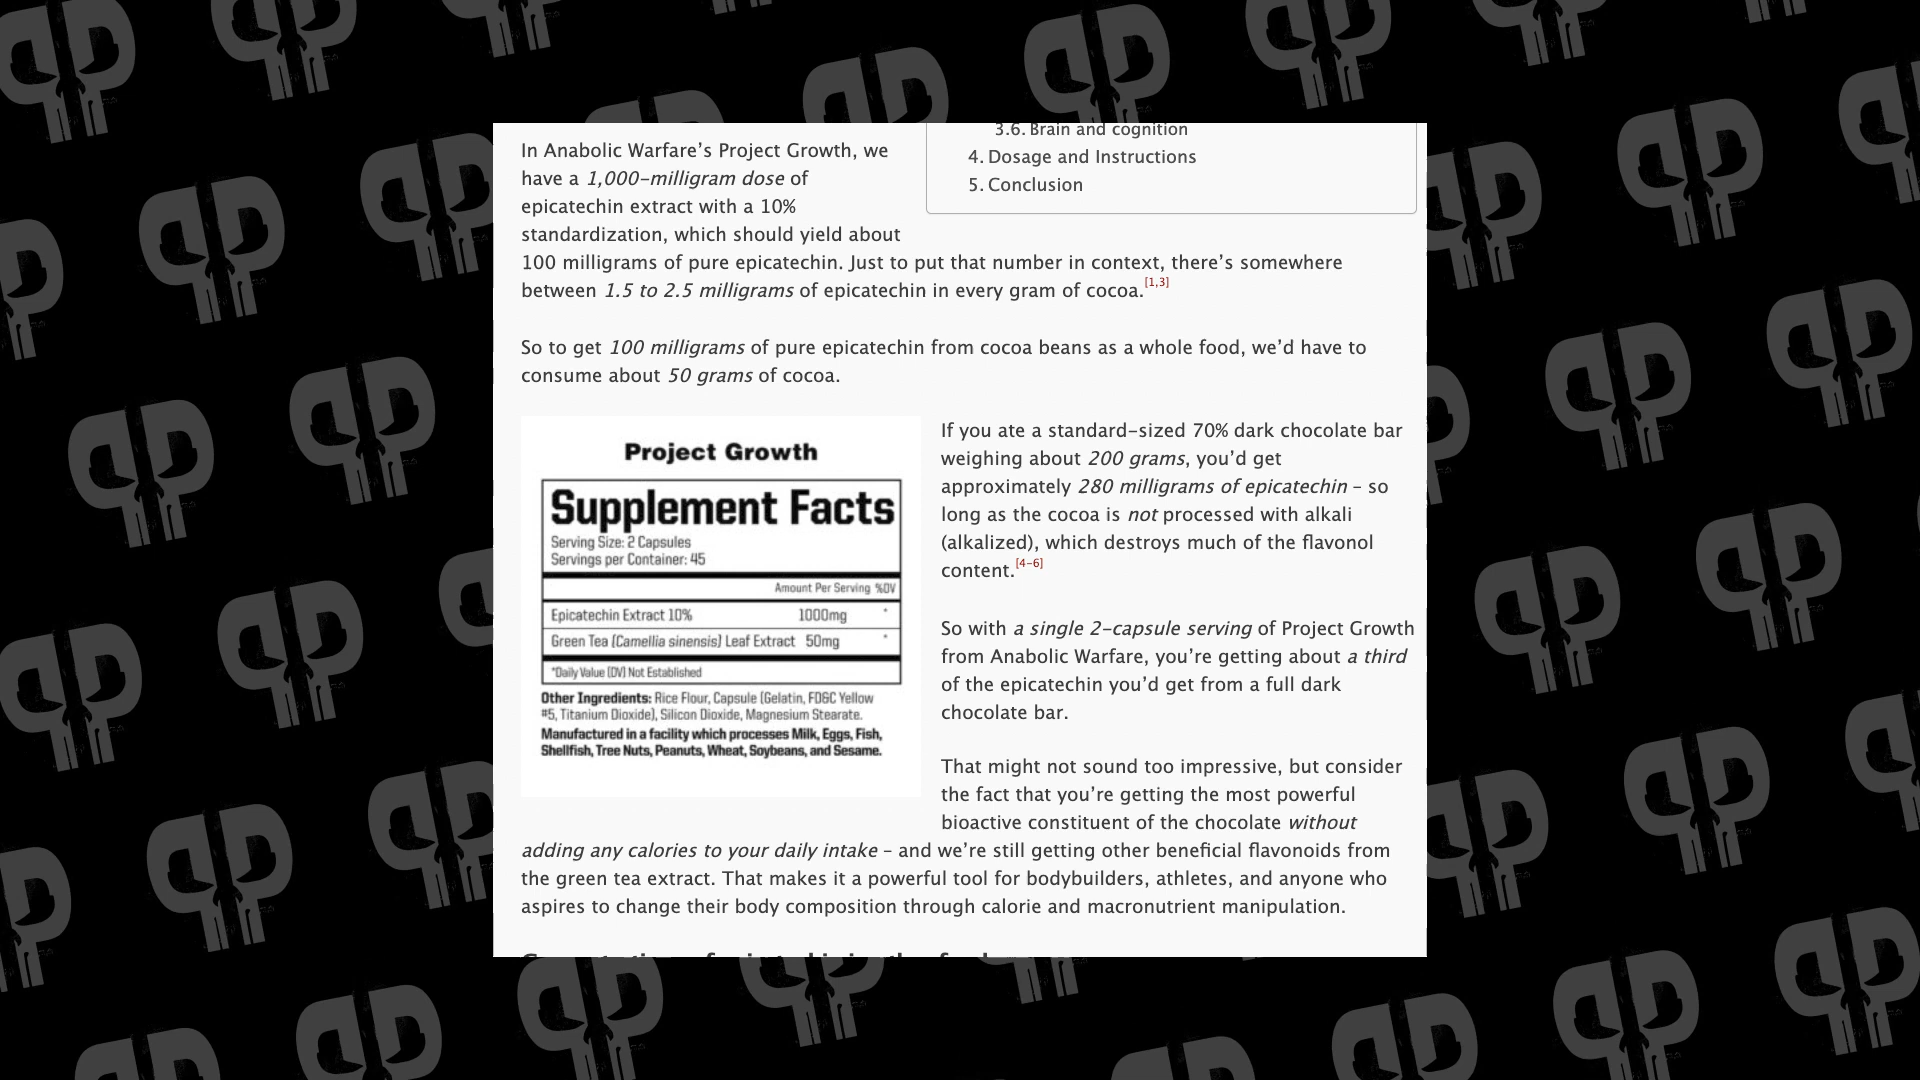 3.6. Brain and cognition
4. Dosage and Instructions
5. Conclusion
In Anabolic Warfare’s Project Growth, we
have a 1,000-milligram dose of
epicatechin extract with a 10%
standardization, which should yield about
100 milligrams of pure epicatechin. Just to put that number in context, there’s somewhere
between 1.5 to 2.5 milligrams of epicatechin in every gram of cocoa.[1,3]
So to get 100 milligrams of pure epicatechin from cocoa beans as a whole food, we’d have to
consume about 50 grams of cocoa.
Project Growth
Supplement Facts
Serving Size: 2 Capsules
Servings per Container: 45
Amount Per Serving %DV
Epicatechin Extract 10% 1000mg *
Green Tea (Camellia sinensis) Leaf Extract 50mg *
*Daily Value (DV) Not Established
Other Ingredients: Rice Flour, Capsule (Gelatin, FD&C Yellow
#5, Titanium Dioxide), Silicon Dioxide, Magnesium Stearate.
Manufactured in a facility which processes Milk, Eggs, Fish,
Shellfish, Tree Nuts, Peanuts, Wheat, Soybeans, and Sesame.
If you ate a standard-sized 70% dark chocolate bar
weighing about 200 grams, you’d get
approximately 280 milligrams of epicatechin – so
long as the cocoa is not processed with alkali
(alkalized), which destroys much of the flavonol
content.[4-6]
So with a single 2-capsule serving of Project Growth
from Anabolic Warfare, you’re getting about a third
of the epicatechin you’d get from a full dark
chocolate bar.
That might not sound too impressive, but consider
the fact that you’re getting the most powerful
bioactive constituent of the chocolate without
adding any calories to your daily intake – and we’re still getting other beneficial flavonoids from
the green tea extract. That makes it a powerful tool for bodybuilders, athletes, and anyone who
aspires to change their body composition through calorie and macronutrient manipulation.